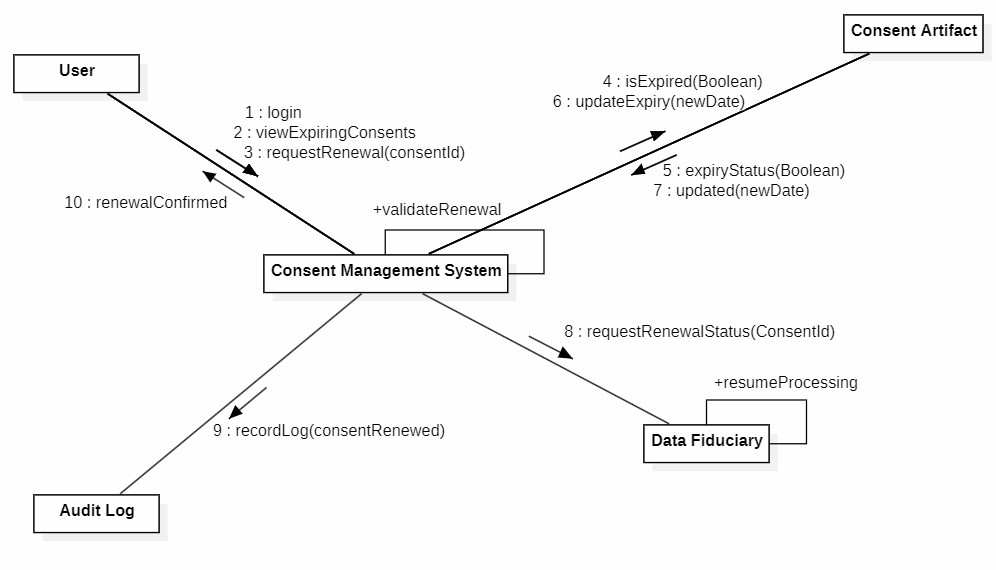 Consent Artifact
User
4 : isExpired(Boolean)
6 : updateExpiry(newDate)
1 : login
2 : viewExpiringConsents
3 : requestRenewal(consentId)
5 : expiryStatus(Boolean)
7 : updated(newDate)
10 : renewalConfirmed
+validateRenewal
Consent Management System
8 : requestRenewalStatus(ConsentId)
+resumeProcessing
9 : recordLog(consentRenewed)
Data Fiduciary
Audit Log